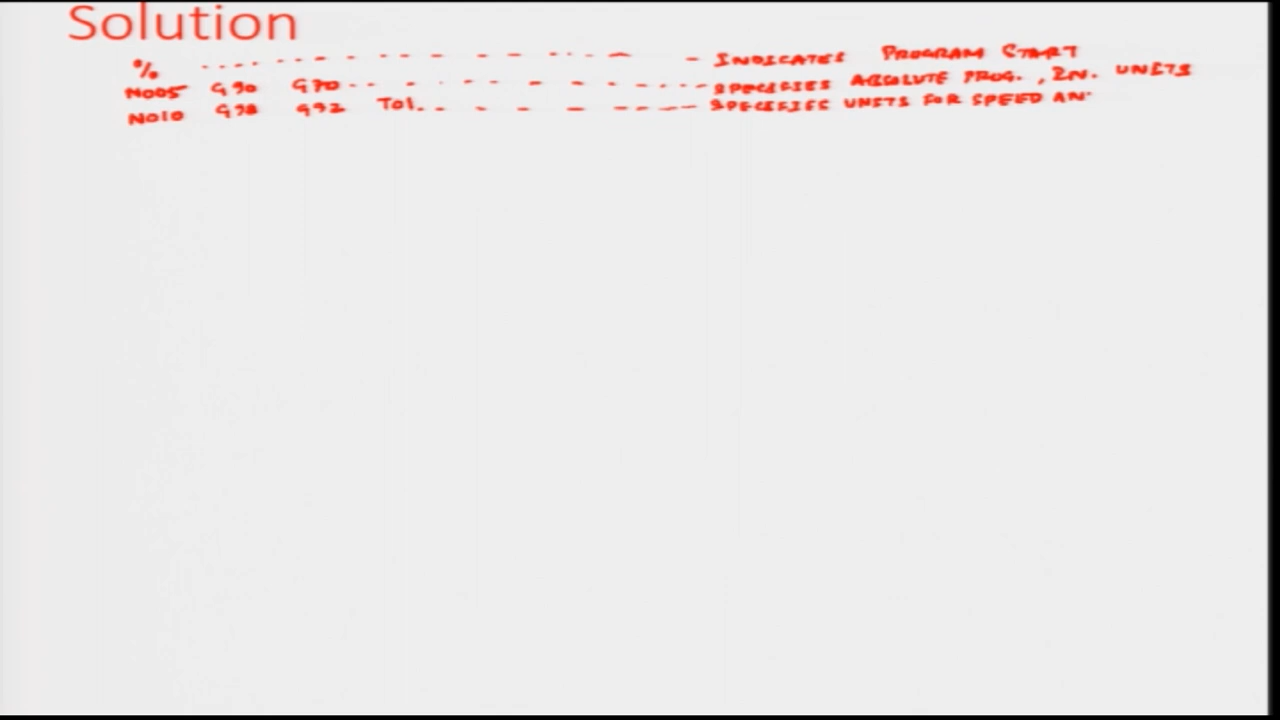 Solution
% ........ - INDICATES PROGRAM START
N005 G90 G70 ........ SPECIFIES ABSOLUTE PROG. , IN. UNITS
N010 G98 G92 T01 ........ SPECIFIES UNITS FOR SPEED AN